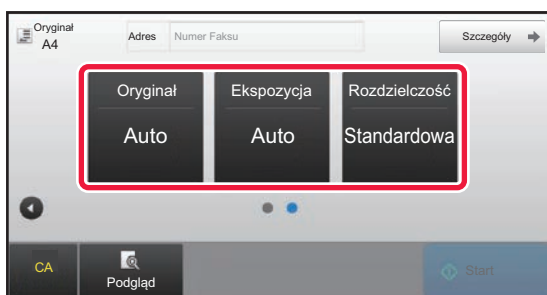 Oryginał
A4
Adres
Numer Faksu
Szczegóły
Oryginał
Auto
Ekspozycja
Auto
Rozdzielczość
Standardowa
CA
Podgląd
Start